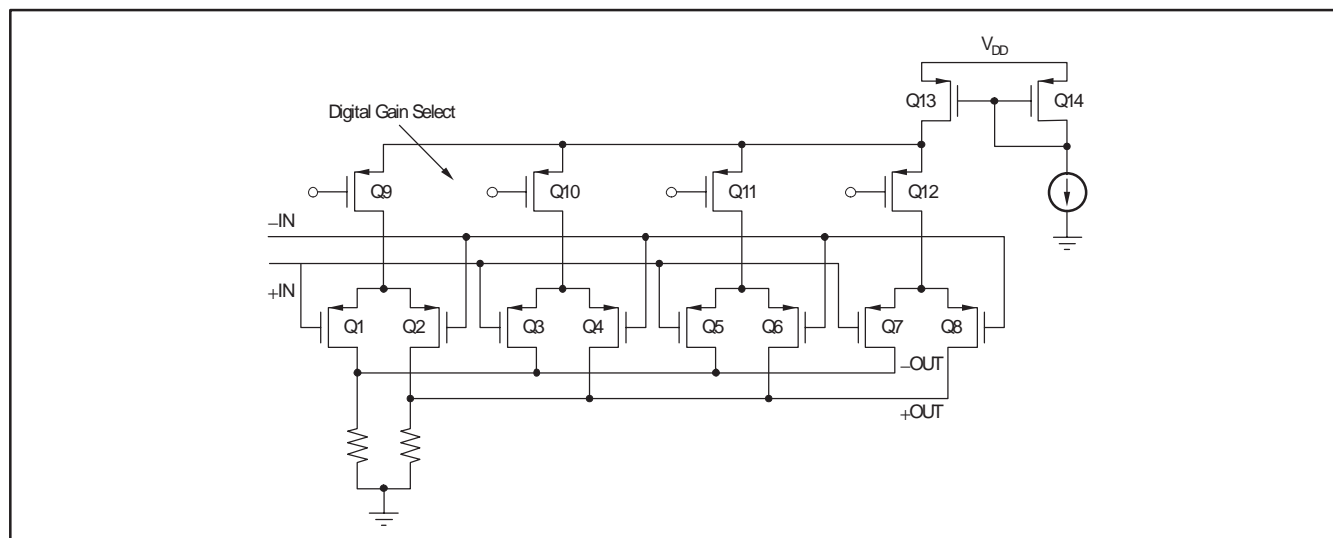 V_DD
Q13
Q14
Digital Gain Select
Q9
Q10
Q11
Q12
–IN
+IN
Q1
Q2
Q3
Q4
Q5
Q6
Q7
Q8
–OUT
+OUT